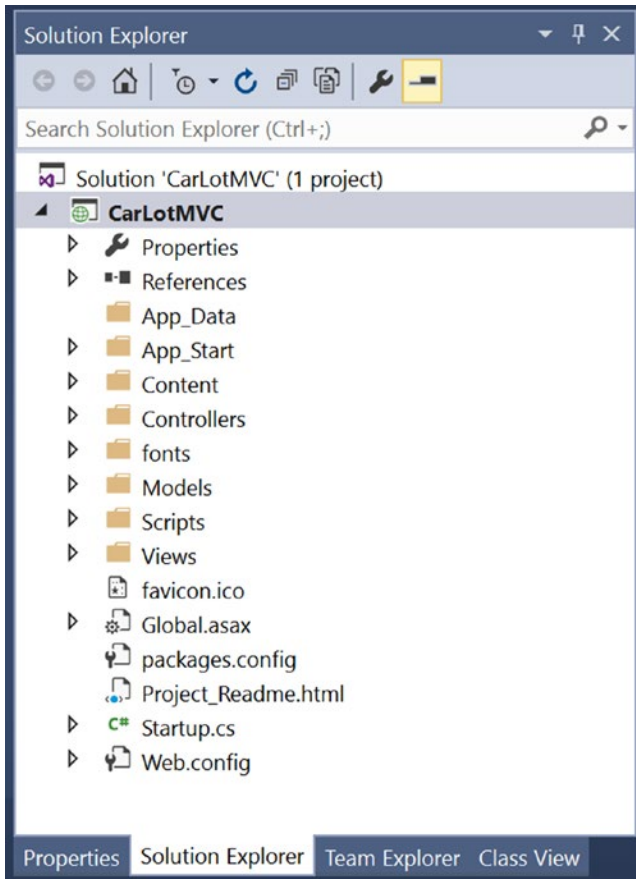 Solution Explorer
Search Solution Explorer (Ctrl+;)
Solution 'CarLotMVC' (1 project)
CarLotMVC
Properties
References
App_Data
App_Start
Content
Controllers
fonts
Models
Scripts
Views
favicon.ico
Global.asax
packages.config
Project_Readme.html
C# Startup.cs
Web.config
Properties Solution Explorer Team Explorer Class View